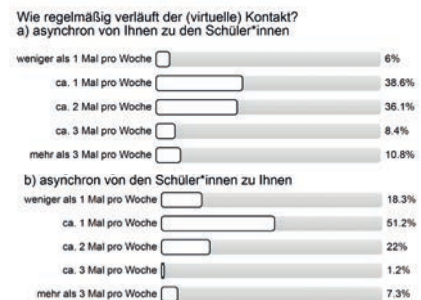 Wie regelmäßig verläuft der (virtuelle) Kontakt?
a) asynchron von Ihnen zu den Schüler*innen
weniger als 1 Mal pro Woche 6%
ca. 1 Mal pro Woche 38.6%
ca. 2 Mal pro Woche 36.1%
ca. 3 Mal pro Woche 8.4%
mehr als 3 Mal pro Woche 10.8%
b) asynchron von den Schüler*innen zu Ihnen
weniger als 1 Mal pro Woche 18.3%
ca. 1 Mal pro Woche 51.2%
ca. 2 Mal pro Woche 22%
ca. 3 Mal pro Woche 1.2%
mehr als 3 Mal pro Woche 7.3%